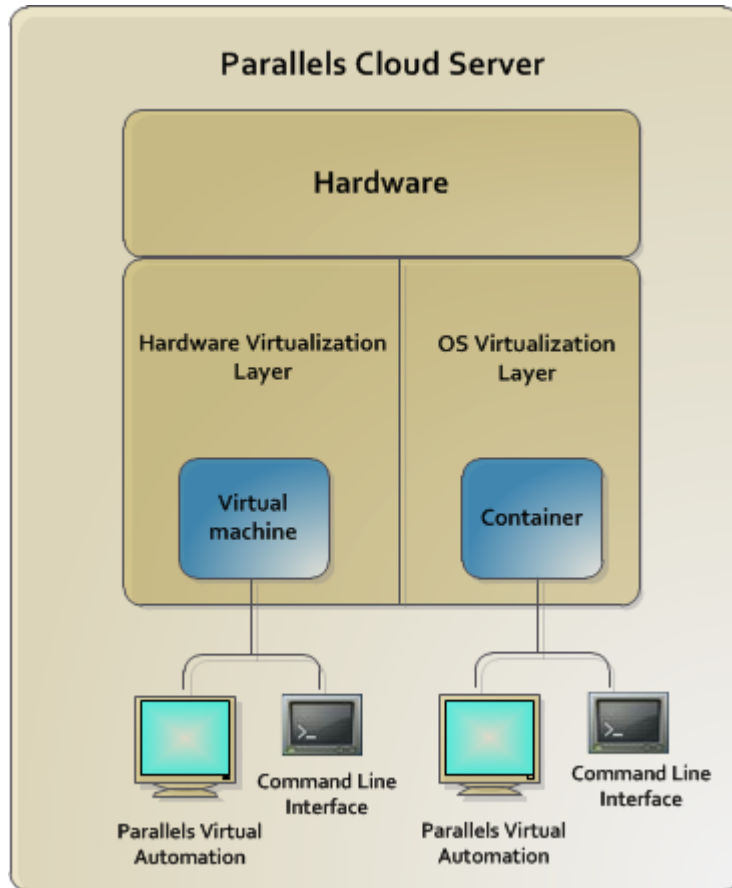 Parallels Cloud Server
Hardware
Hardware Virtualization
Layer
OS Virtualization
Layer
Virtual
machine
Container
>_
>_
Command Line
Interface
Command Line
Interface
Parallels Virtual
Automation
Parallels Virtual
Automation